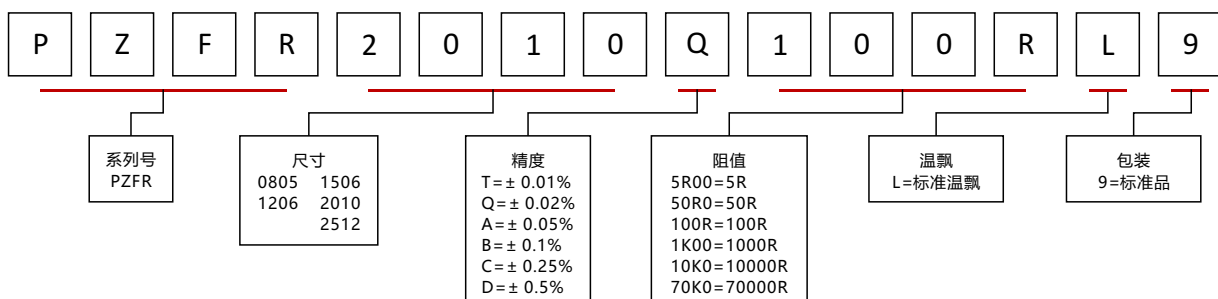 P Z F R 2 0 1 0 Q 1 0 0 R L 9
系列号
PZFR
尺寸
0805 1506
1206 2010
2512
精度
T=± 0.01%
Q=± 0.02%
A=± 0.05%
B=± 0.1%
C=± 0.25%
D=± 0.5%
阻值
5R00=5R
50R0=50R
100R=100R
1K00=1000R
10K0=10000R
70K0=70000R
温飘
L=标准温飘
包装
9=标准品